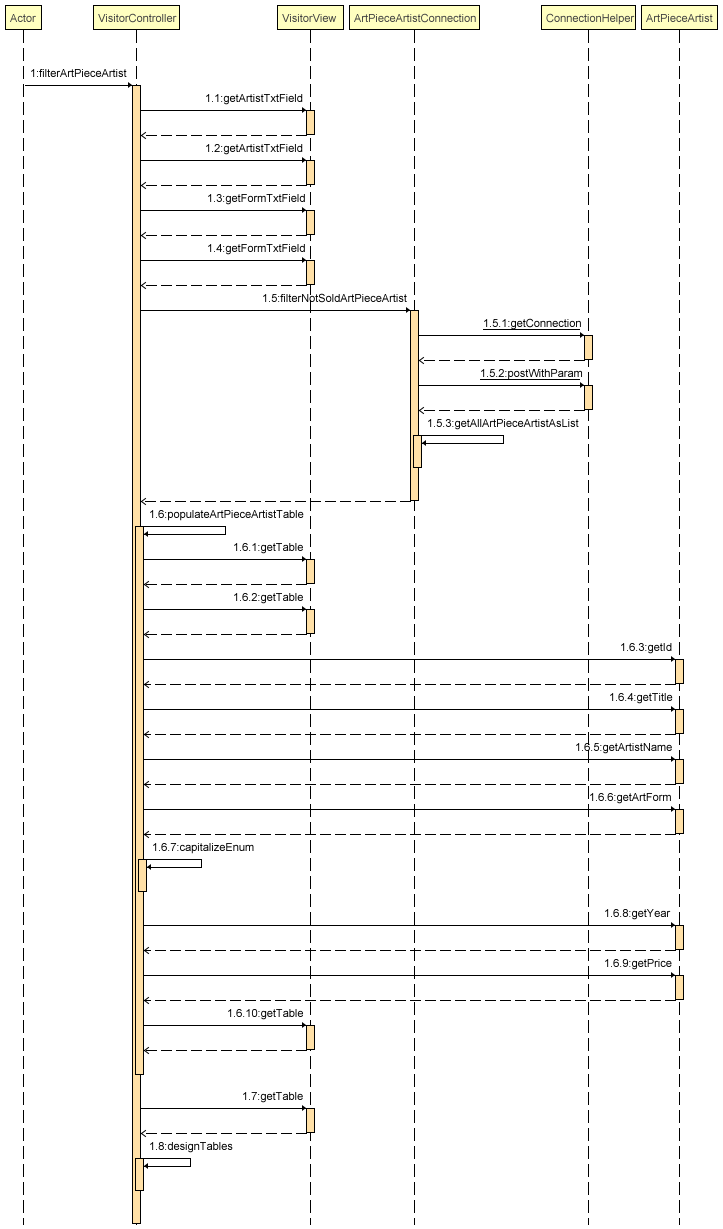 Actor
VisitorController
VisitorView
ArtPieceArtistConnection
ConnectionHelper
ArtPieceArtist
1:filterArtPieceArtist
1.1:getArtistTxtField
1.2:getArtistTxtField
1.3:getFormTxtField
1.4:getFormTxtField
1.5:filterNotSoldArtPieceArtist
1.5.1:getConnection
1.5.2:postWithParam
1.5.3:getAllArtPieceArtistAsList
1.6:populateArtPieceArtistTable
1.6.1:getTable
1.6.2:getTable
1.6.3:getId
1.6.4:getTitle
1.6.5:getArtistName
1.6.6:getArtForm
1.6.7:capitalizeEnum
1.6.8:getYear
1.6.9:getPrice
1.6.10:getTable
1.7:getTable
1.8:designTables